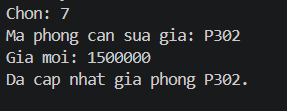 Chon: 7
Ma phong can sua gia: P302
Gia moi: 1500000
Da cap nhat gia phong P302.